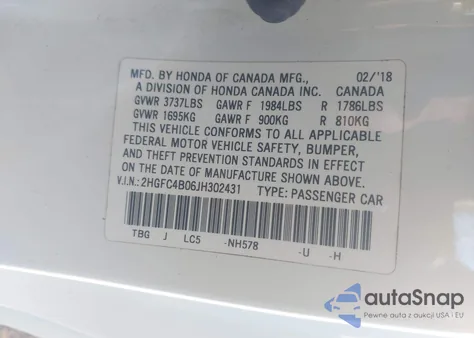 MFD. BY HONDA OF CANADA MFG., 02/'18
A DIVISION OF HONDA CANADA INC. CANADA
GVWR 3737LBS GAWR F 1984LBS R 1786LBS
GVWR 1695KG GAWR F 900KG R 810KG
THIS VEHICLE CONFORMS TO ALL APPLICABLE
FEDERAL MOTOR VEHICLE SAFETY, BUMPER,
AND THEFT PREVENTION STANDARDS IN EFFECT
ON THE DATE OF MANUFACTURE SHOWN ABOVE.
V.I.N.: 2HGFC4B06JH302431 TYPE: PASSENGER CAR
TBG J LC5 -NH578 -U -H
autoSnap
Pewne auta z dostawą z USA i EU